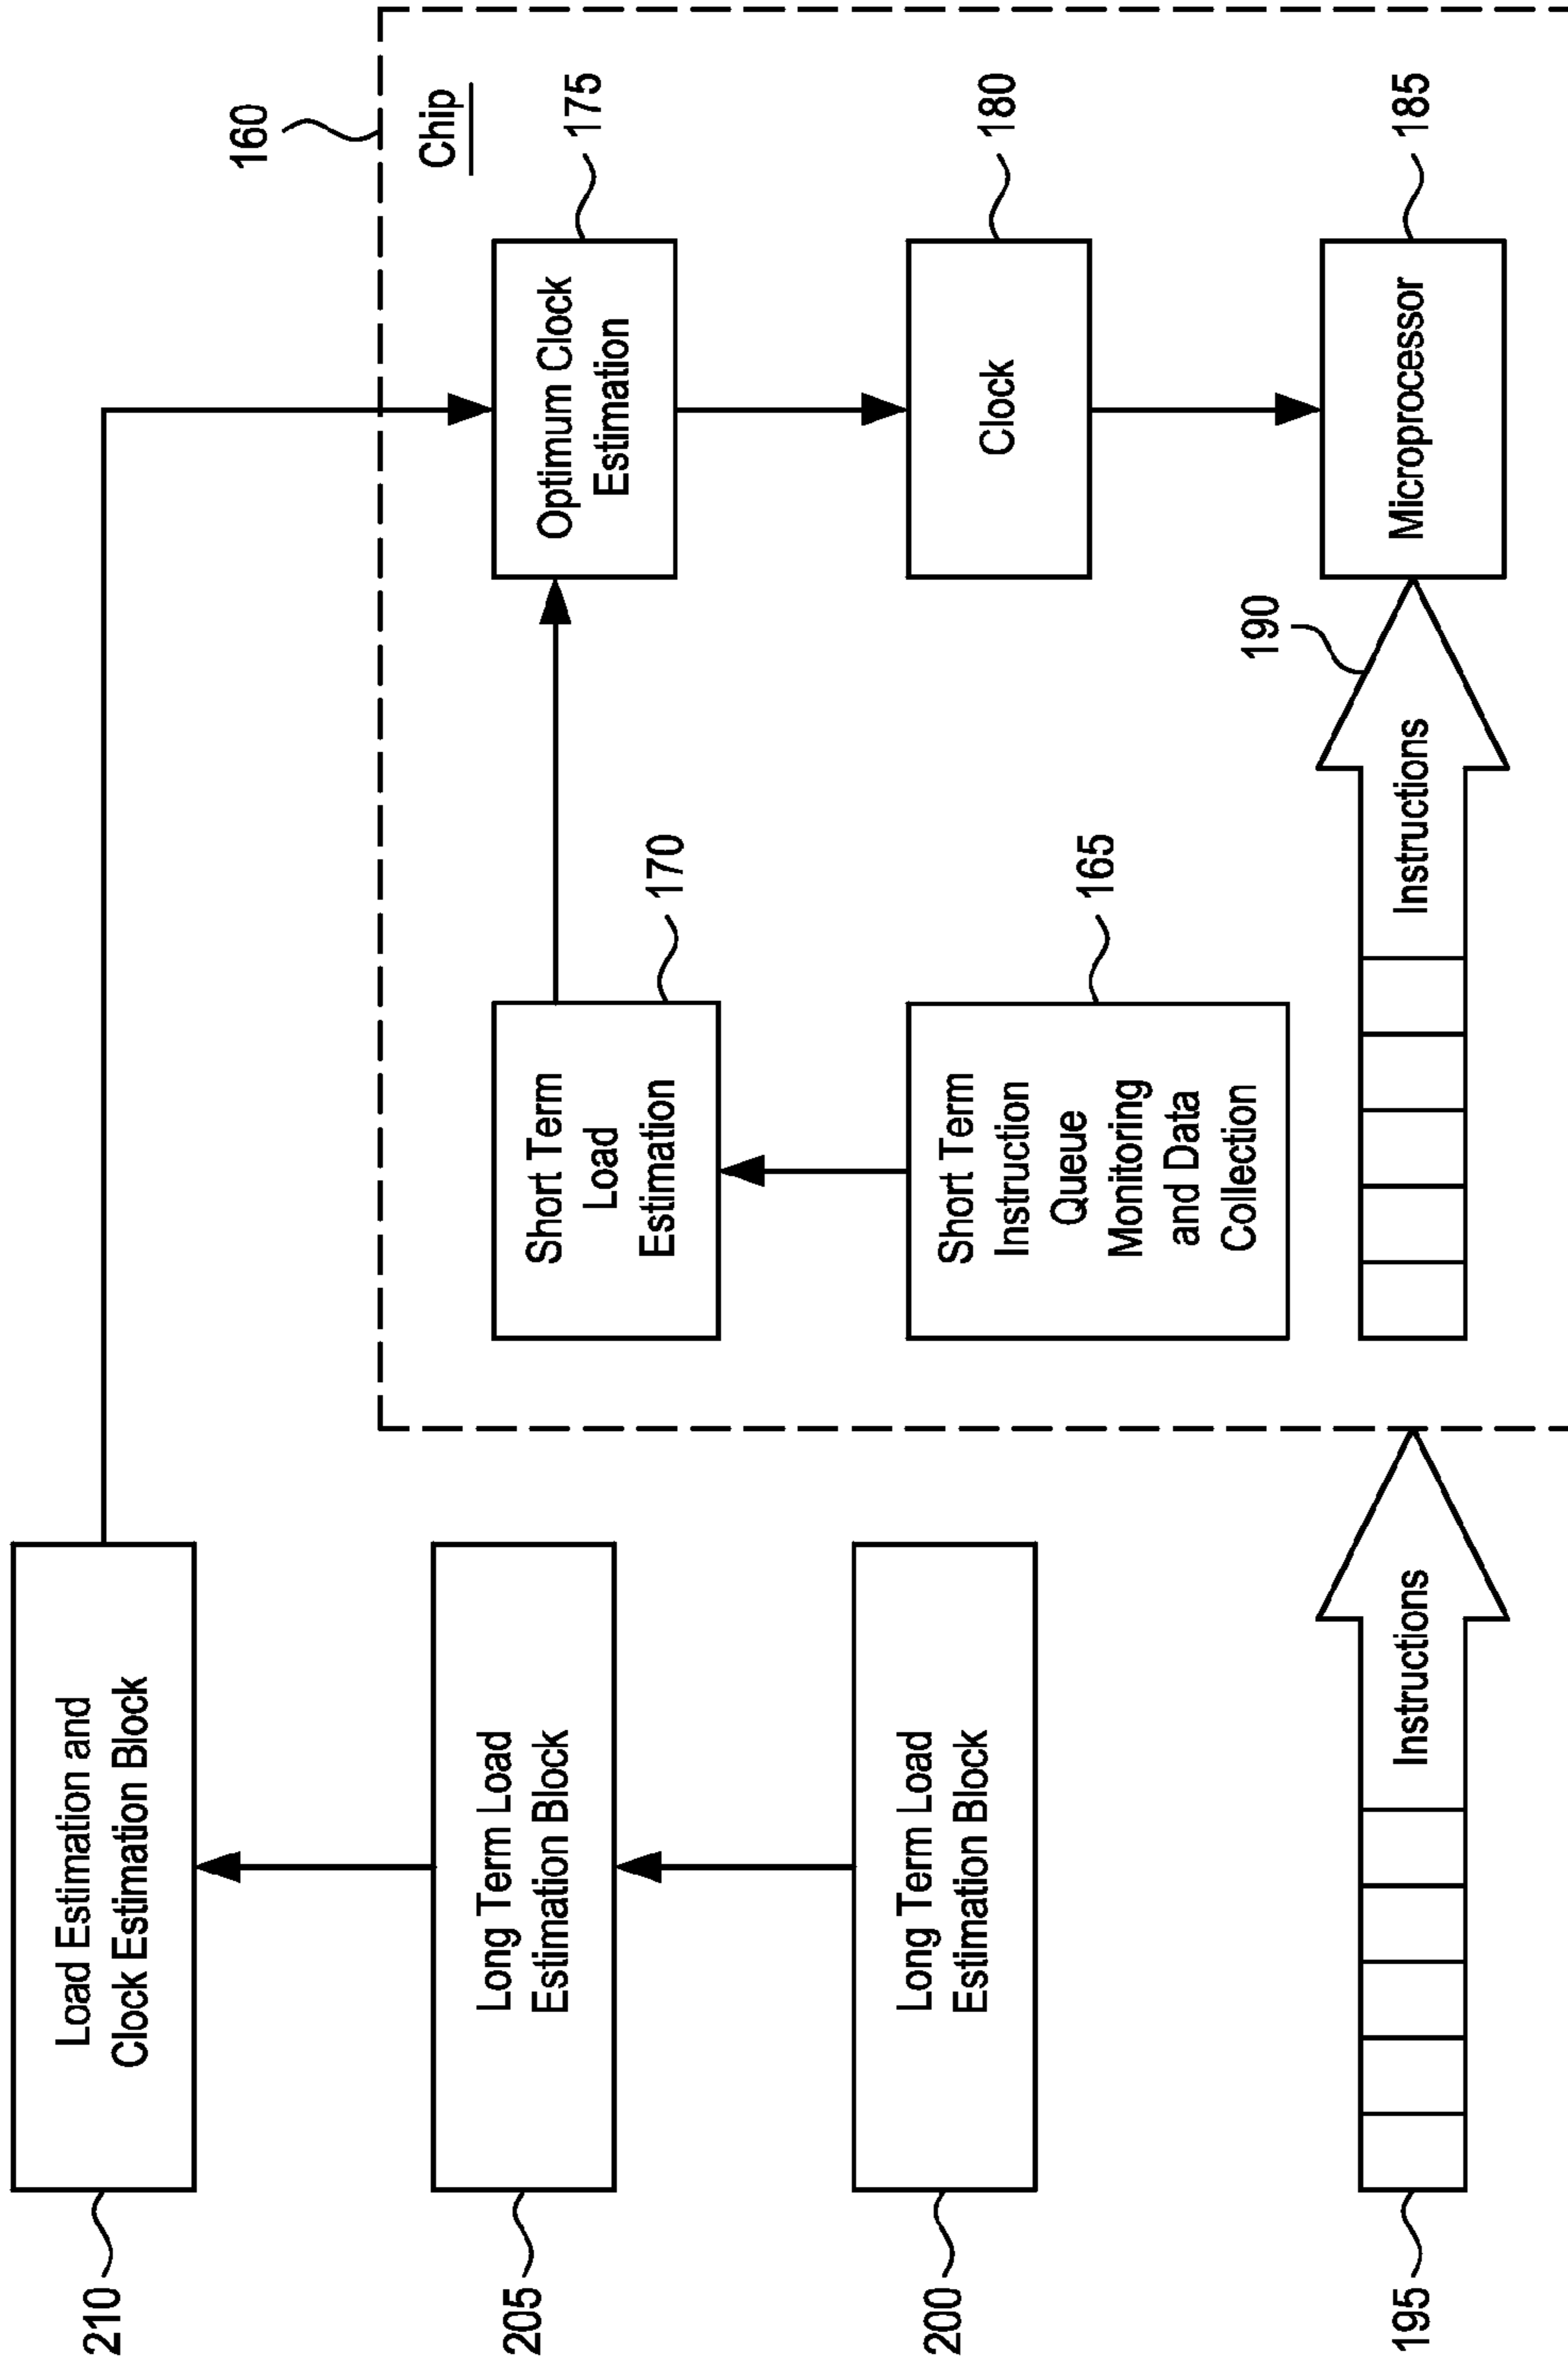 210
Load Estimation and
Clock Estimation Block
205
Long Term Load
Estimation Block
200
Long Term Load
Estimation Block
195
Instructions
160
Chip
Short Term
Load
Estimation
170
Optimum Clock
Estimation
175
Short Term
Instruction
Queue
Monitoring
and Data
Collection
165
Clock
180
Instructions
190
Microprocessor
185